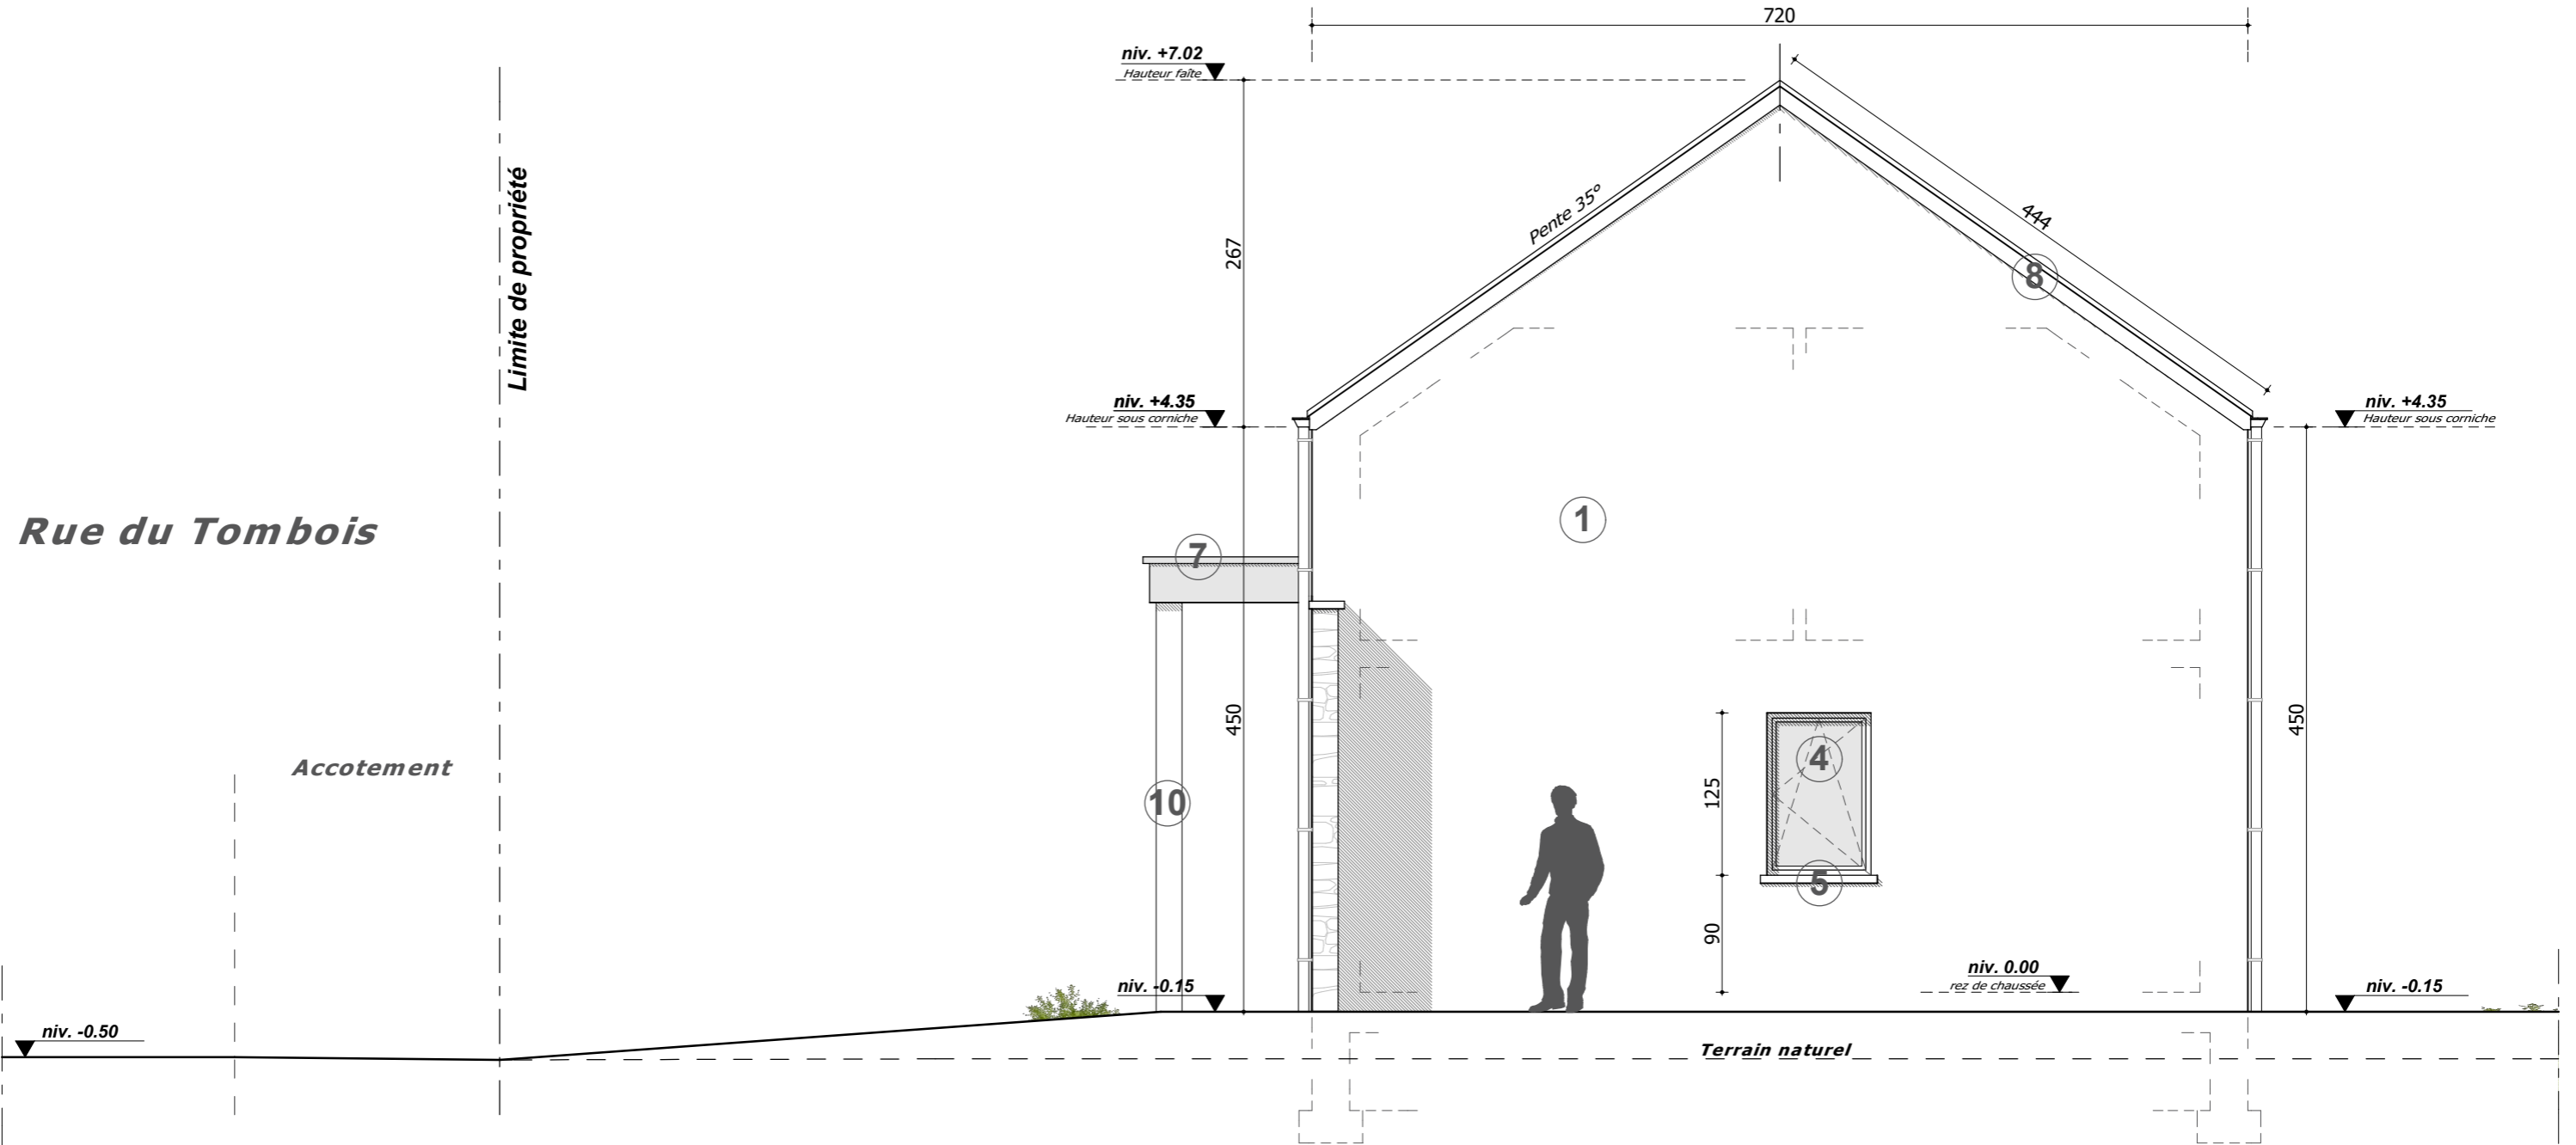 720
niv. +7.02
Hauteur faîte
Limite de propriété
267
Pente 35°
444
8
niv. +4.35
Hauteur sous corniche
niv. +4.35
Hauteur sous corniche
Rue du Tombois
7
1
450
450
Accotement
10
125
4
5
90
niv. 0.00
rez de chaussée
niv. -0.15
niv. -0.15
niv. -0.50
Terrain naturel